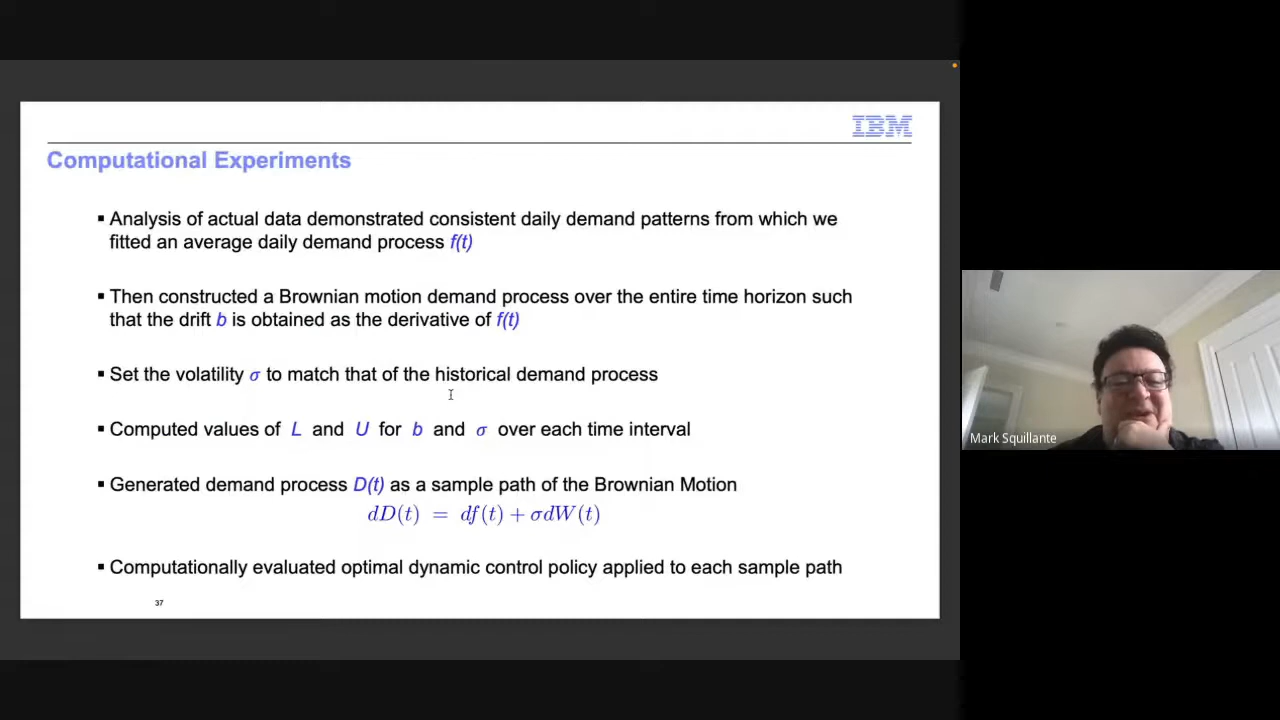 IBM
Computational Experiments
▪ Analysis of actual data demonstrated consistent daily demand patterns from which we
fitted an average daily demand process f(t)
▪ Then constructed a Brownian motion demand process over the entire time horizon such
that the drift b is obtained as the derivative of f(t)
▪ Set the volatility σ to match that of the historical demand process
▪ Computed values of L and U for b and σ over each time interval
▪ Generated demand process D(t) as a sample path of the Brownian Motion
dD(t) = df(t) + σdW(t)
▪ Computationally evaluated optimal dynamic control policy applied to each sample path
37
Mark Squillante